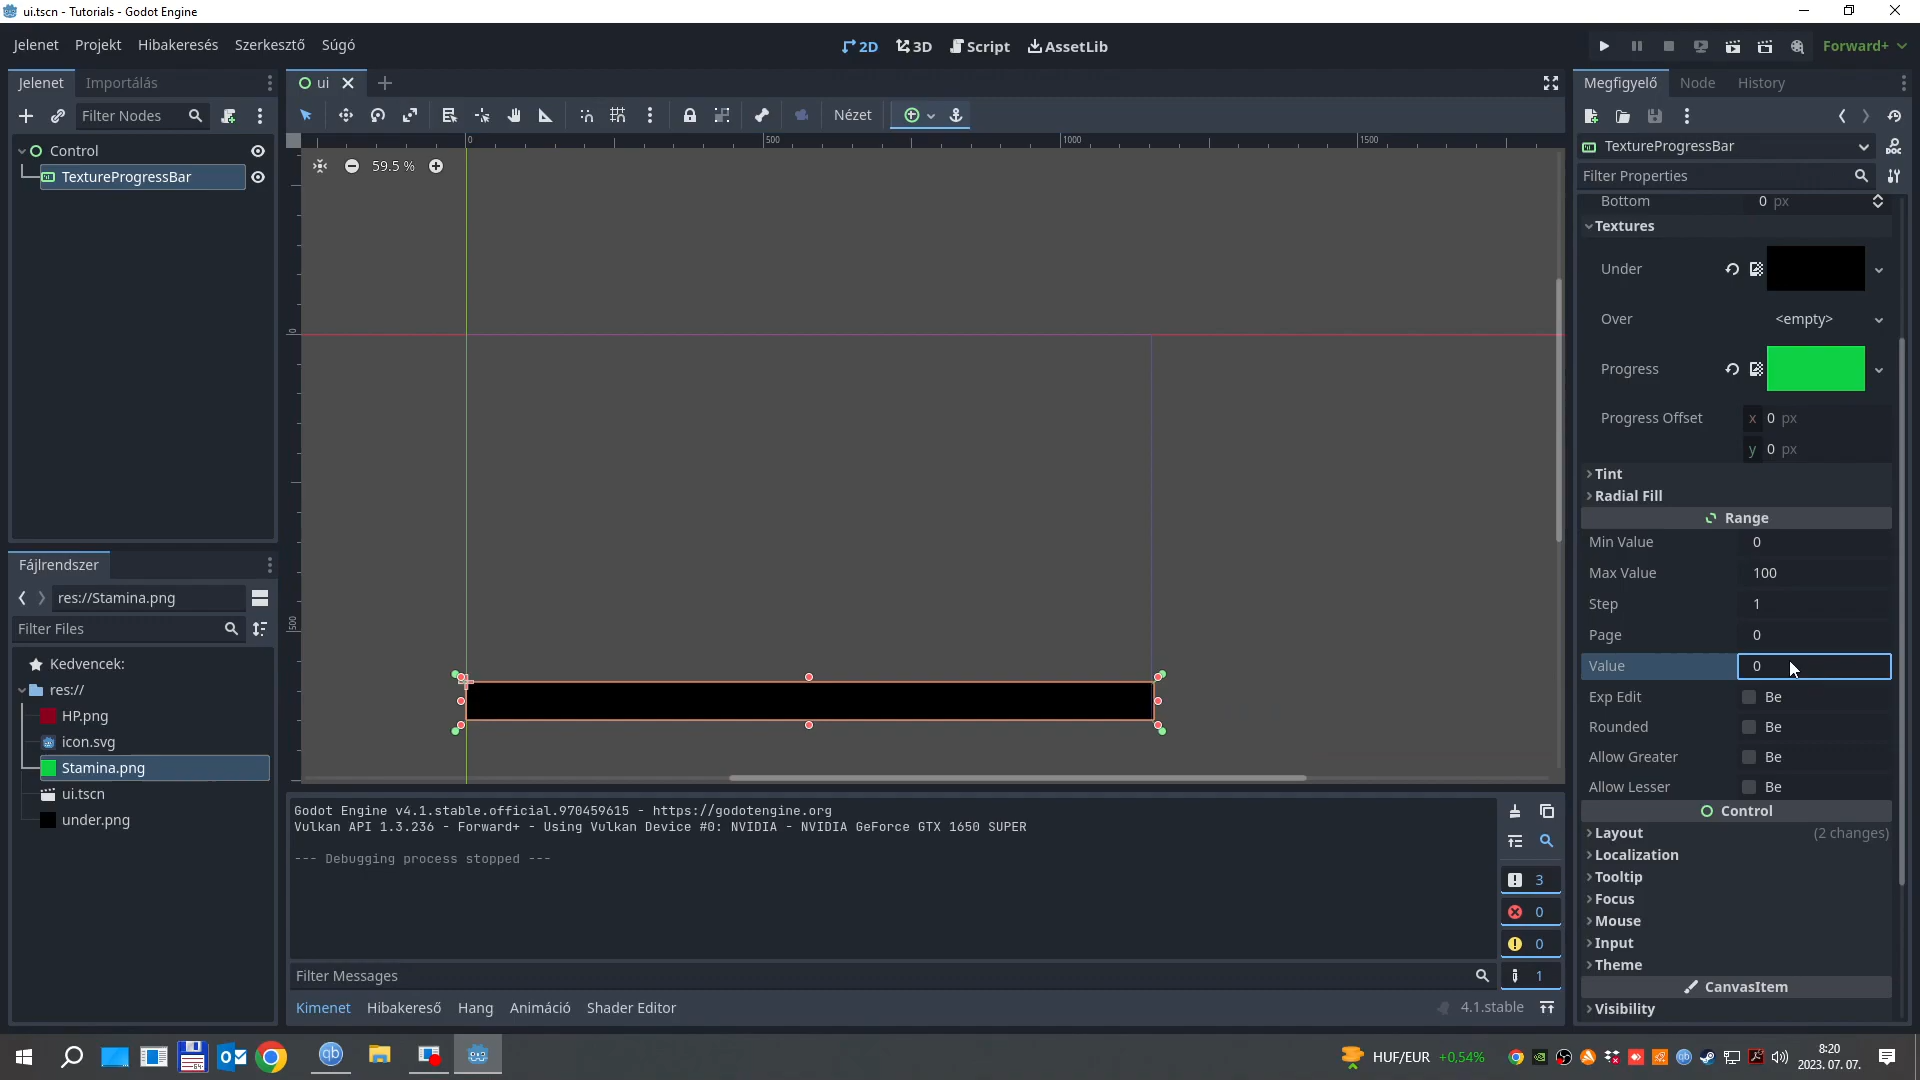 ui.tscn - Tutorials - Godot Engine
Jelenet Projekt Hibakeresés Szerkesztő Súgó
2D 3D Script AssetLib
Forward+
Jelenet Importálás
Filter Nodes
Control
TextureProgressBar
ui
Nézet
0 500 1000 1500
59.5 %
0
500
Fájlrendszer
res://Stamina.png
Filter Files
Kedvencek:
res://
HP.png
icon.svg
Stamina.png
ui.tscn
under.png
Godot Engine v4.1.stable.official.970459615 - https://godotengine.org
Vulkan API 1.3.236 - Forward+ - Using Vulkan Device #0: NVIDIA - NVIDIA GeForce GTX 1650 SUPER
--- Debugging process stopped ---
3
0
0
1
Filter Messages
Kimenet Hibakereső Hang Animáció Shader Editor
4.1.stable
Megfigyelő Node History
TextureProgressBar
Filter Properties
Bottom 0 px
Textures
Under
Over <empty>
Progress
Progress Offset x 0 px
y 0 px
Tint
Radial Fill
Range
Min Value 0
Max Value 100
Step 1
Page 0
Value 0
Exp Edit Be
Rounded Be
Allow Greater Be
Allow Lesser Be
Control
Layout (2 changes)
Localization
Tooltip
Focus
Mouse
Input
Theme
CanvasItem
Visibility
HUF/EUR +0,54%
8:20
2023. 07. 07.